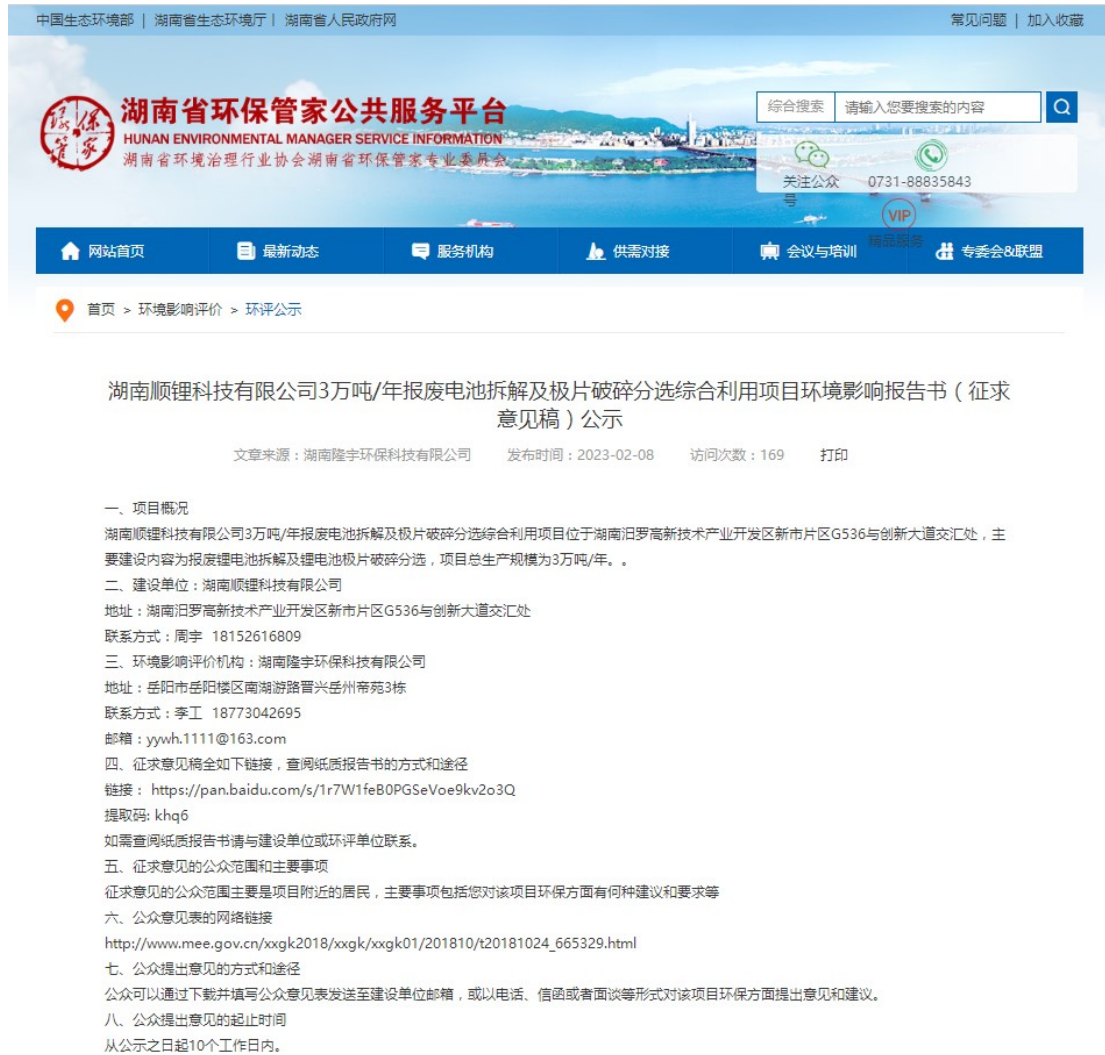 中国生态环境部 | 湖南省生态环境厅 | 湖南省人民政府网
常见问题 | 加入收藏
环保管家
湖南省环保管家公共服务平台
HUNAN ENVIRONMENTAL MANAGER SERVICE INFORMATION
湖南省环境治理行业协会湖南省环保管家专业委员会
综合搜索 请输入您要搜索的内容
关注公众号
0731-88835843
VIP
精品服务
网站首页 最新动态 服务机构 供需对接 会议与培训 专委会&联盟
首页 > 环境影响评价 > 环评公示
湖南顺锂科技有限公司3万吨/年报废电池拆解及极片破碎分选综合利用项目环境影响报告书（征求
意见稿）公示
文章来源：湖南隆宇环保科技有限公司 发布时间：2023-02-08 访问次数：169 打印
一、项目概况
湖南顺锂科技有限公司3万吨/年报废电池拆解及极片破碎分选综合利用项目位于湖南汨罗高新技术产业开发区新市片区G536与创新大道交汇处，主
要建设内容为报废锂电池拆解及锂电池极片破碎分选，项目总生产规模为3万吨/年。。
二、建设单位：湖南顺锂科技有限公司
地址：湖南汨罗高新技术产业开发区新市片区G536与创新大道交汇处
联系方式：周宇 18152616809
三、环境影响评价机构：湖南隆宇环保科技有限公司
地址：岳阳市岳阳楼区南湖游路晋兴岳州帝苑3栋
联系方式：李工 18773042695
邮箱：yywh.1111@163.com
四、征求意见稿全如下链接，查阅纸质报告书的方式和途径
链接： https://pan.baidu.com/s/1r7W1feB0PGSeVoe9kv2o3Q
提取码: khq6
如需查阅纸质报告书请与建设单位或环评单位联系。
五、征求意见的公众范围和主要事项
征求意见的公众范围主要是项目附近的居民，主要事项包括您对该项目环保方面有何种建议和要求等
六、公众意见表的网络链接
http://www.mee.gov.cn/xxgk2018/xxgk/xxgk01/201810/t20181024_665329.html
七、公众提出意见的方式和途径
公众可以通过下载并填写公众意见表发送至建设单位邮箱，或以电话、信函或者面谈等形式对该项目环保方面提出意见和建议。
八、公众提出意见的起止时间
从公示之日起10个工作日内。